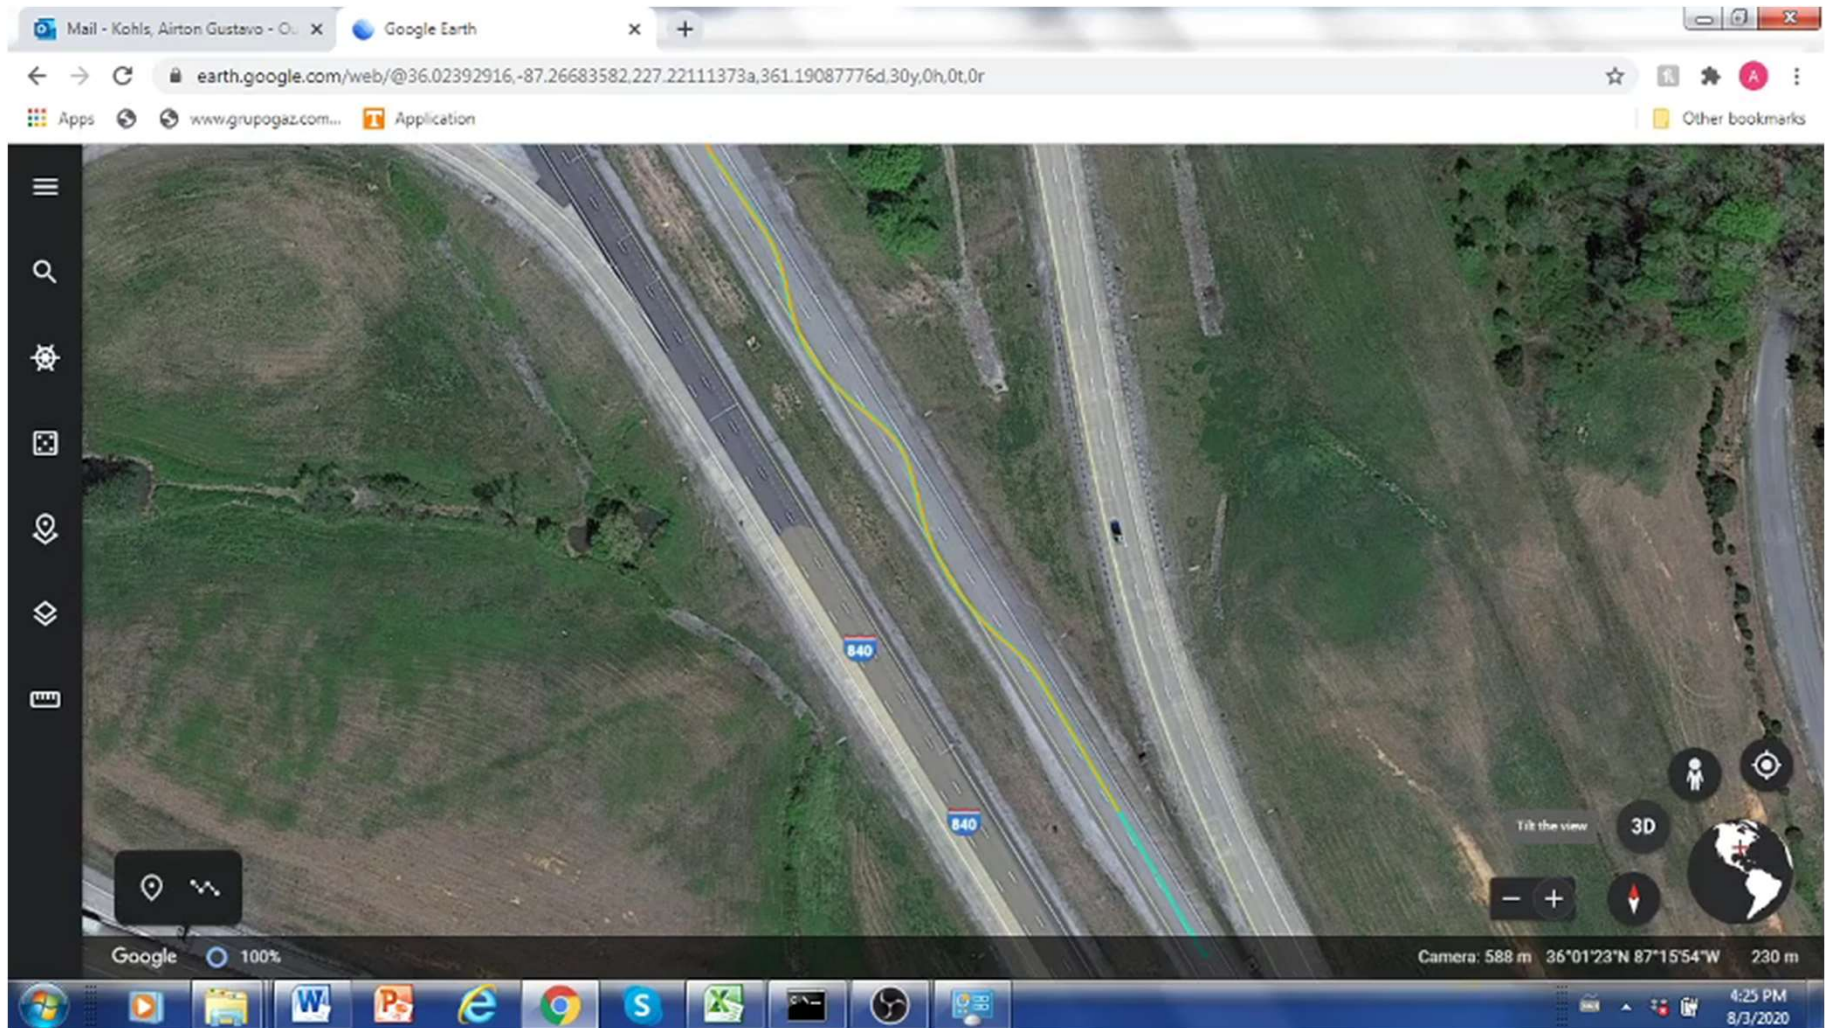 Mail - Kohls, Airton Gustavo - Ou
Google Earth
earth.google.com/web/@36.02392916,-87.26683582,227.22111373a,361.19087776d,30y,0h,0t,0r
A
Apps
www.grupogaz.com...
T
Application
Other bookmarks
840
840
Tilt the view
3D
Google
100%
Camera: 588 m 36°01'23"N 87°15'54"W 230 m
4:25 PM
8/3/2020